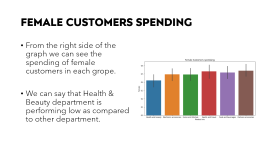 FEMALE CUSTOMERS SPENDING
• From the right side of the
graph we can see the
spending of female
customers in each grope.
• We can say that Health &
Beauty department is
performing low as compared
to other department.